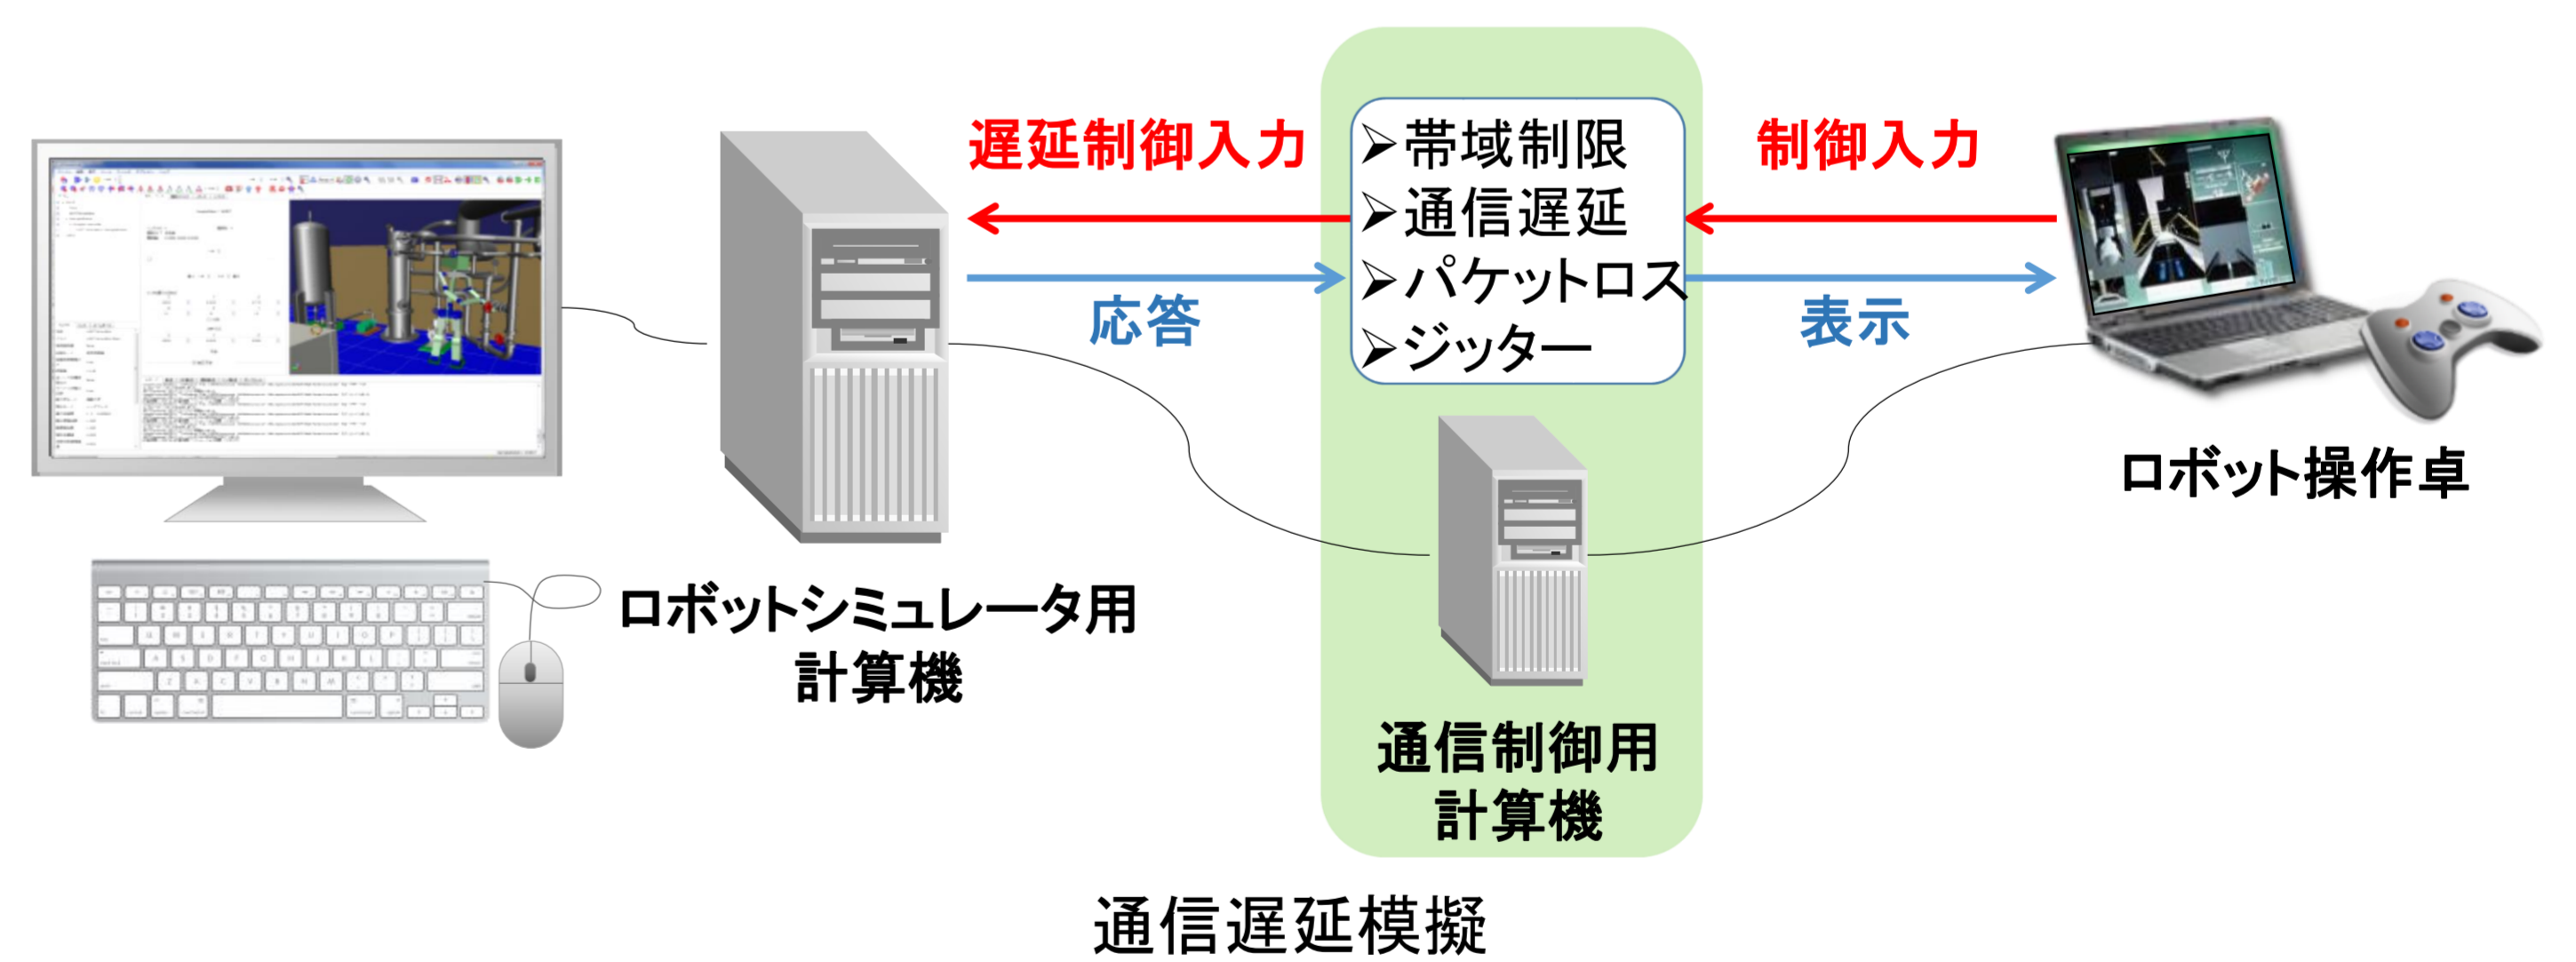 遅延制御入力
➢帯域制限
➢通信遅延
➢パケットロス
➢ジッター
制御入力
応答
表示
ロボット操作卓
ロボットシミュレータ用
計算機
通信制御用
計算機
通信遅延模擬